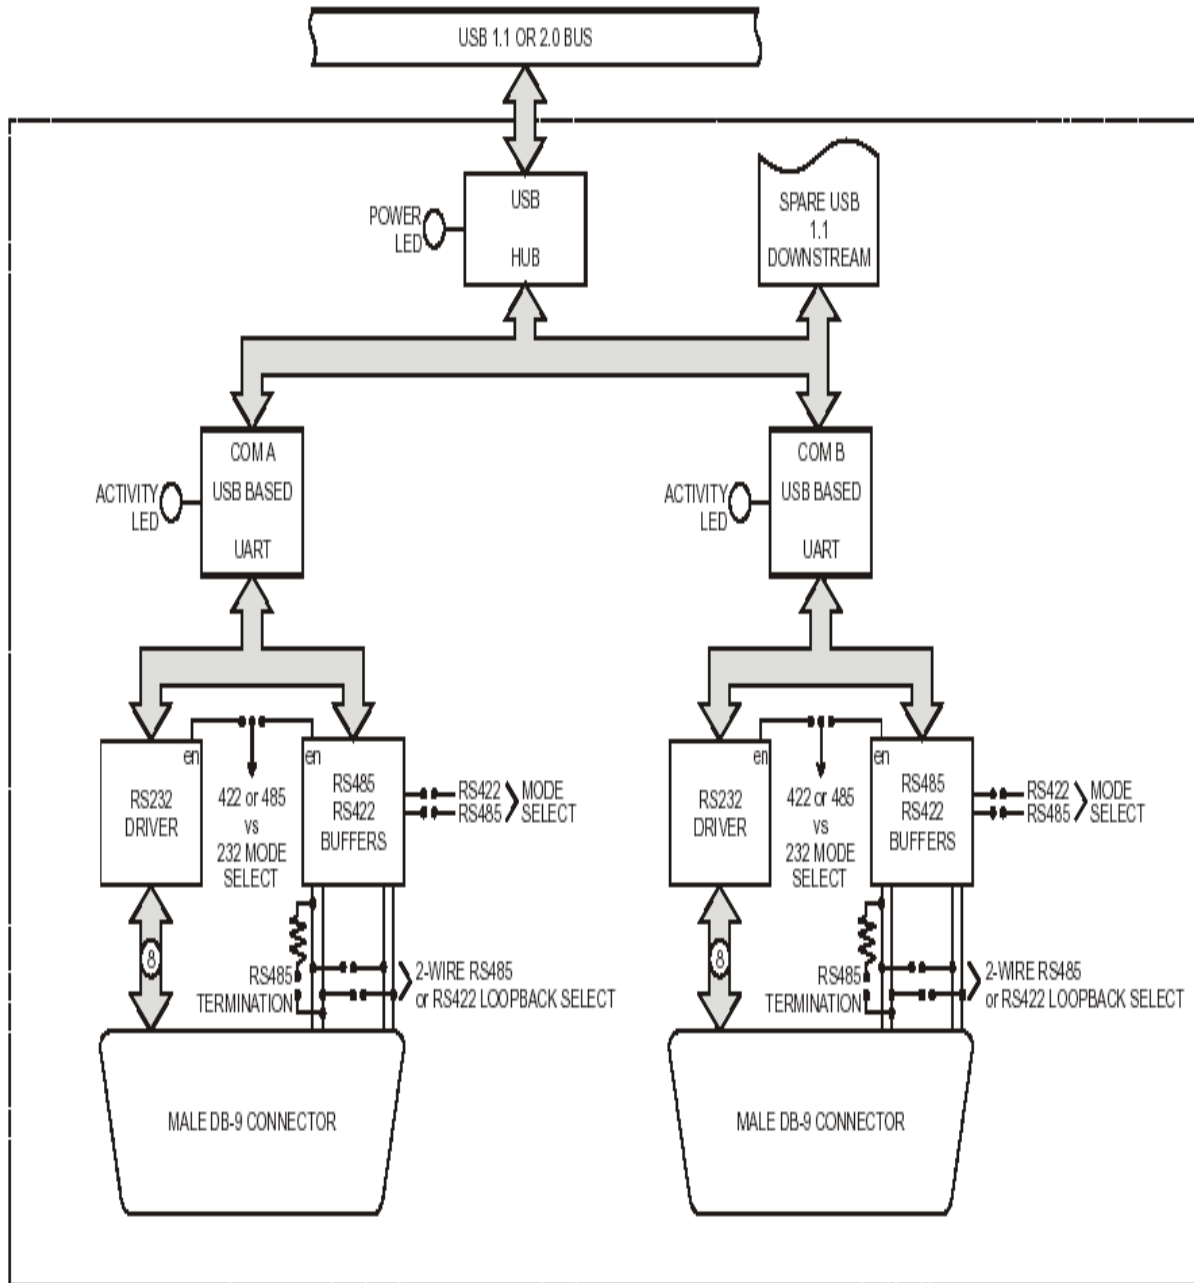 USB 1.1 OR 2.0 BUS
POWER
LED
USB
HUB
SPARE USB
1.1
DOWNSTREAM
COM A
USB BASED
UART
ACTIVITY
LED
COM B
USB BASED
UART
ACTIVITY
LED
en
RS232
DRIVER
422 or 485
vs
232 MODE
SELECT
en
RS485
RS422
BUFFERS
RS422
RS485
MODE
SELECT
8
RS485
TERMINATION
2-WIRE RS485
or RS422 LOOPBACK SELECT
MALE DB-9 CONNECTOR
en
RS232
DRIVER
422 or 485
vs
232 MODE
SELECT
en
RS485
RS422
BUFFERS
RS422
RS485
MODE
SELECT
8
RS485
TERMINATION
2-WIRE RS485
or RS422 LOOPBACK SELECT
MALE DB-9 CONNECTOR